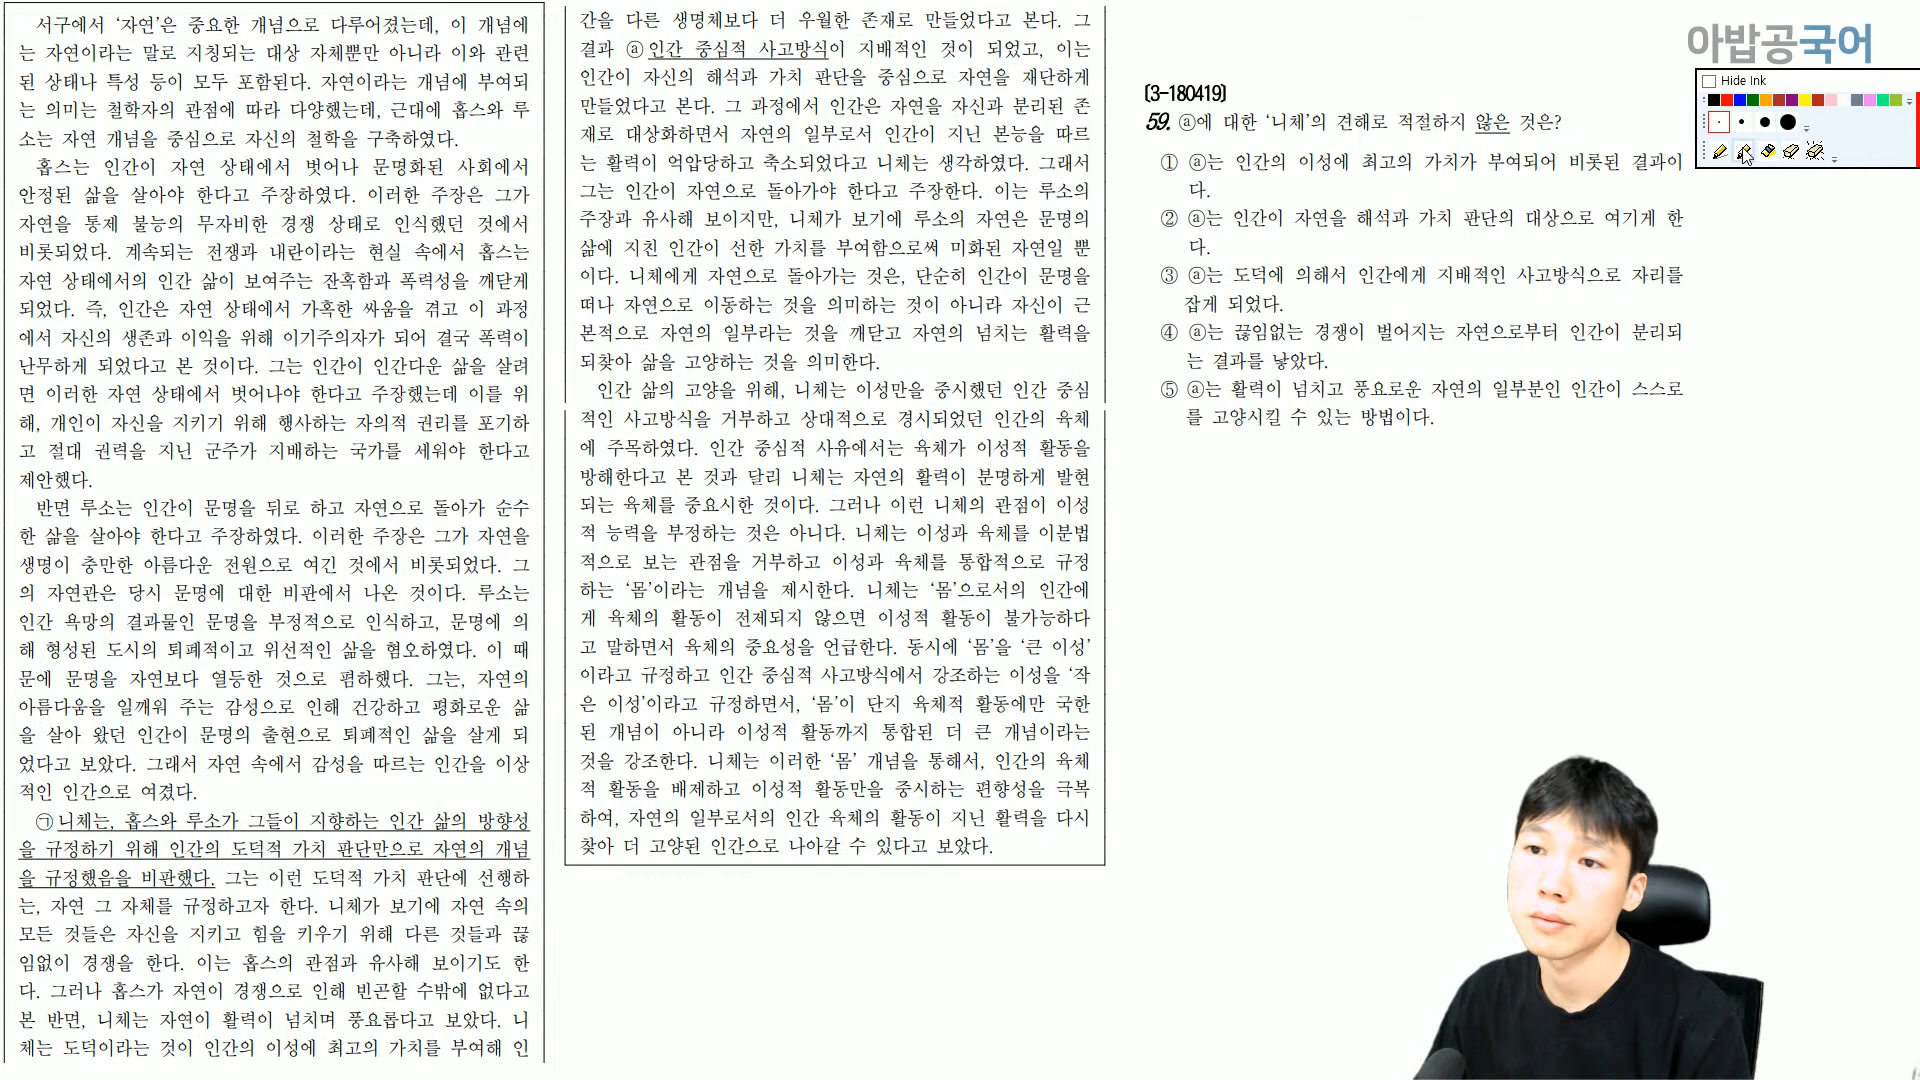 서구에서 ‘자연’은 중요한 개념으로 다루어졌는데, 이 개념에
는 자연이라는 말로 지칭되는 대상 자체뿐만 아니라 이와 관련
된 상태나 특성 등이 모두 포함된다. 자연이라는 개념에 부여되
는 의미는 철학자의 관점에 따라 다양했는데, 근대에 홉스와 루
소는 자연 개념을 중심으로 자신의 철학을 구축하였다.
홉스는 인간이 자연 상태에서 벗어나 문명화된 사회에서
안정된 삶을 살아야 한다고 주장하였다. 이러한 주장은 그가
자연을 통제 불능의 무자비한 경쟁 상태로 인식했던 것에서
비롯되었다. 계속되는 전쟁과 내란이라는 현실 속에서 홉스는
자연 상태에서의 인간 삶이 보여주는 잔혹함과 폭력성을 깨닫게
되었다. 즉, 인간은 자연 상태에서 가혹한 싸움을 겪고 이 과정
에서 자신의 생존과 이익을 위해 이기주의자가 되어 결국 폭력이
난무하게 되었다고 본 것이다. 그는 인간이 인간다운 삶을 살려
면 이러한 자연 상태에서 벗어나야 한다고 주장했는데 이를 위
해, 개인이 자신을 지키기 위해 행사하는 자의적 권리를 포기하
고 절대 권력을 지닌 군주가 지배하는 국가를 세워야 한다고
제안했다.
반면 루소는 인간이 문명을 뒤로 하고 자연으로 돌아가 순수
한 삶을 살아야 한다고 주장하였다. 이러한 주장은 그가 자연을
생명이 충만한 아름다운 전원으로 여긴 것에서 비롯되었다. 그
의 자연관은 당시 문명에 대한 비판에서 나온 것이다. 루소는
인간 욕망의 결과물인 문명을 부정적으로 인식하고, 문명에 의
해 형성된 도시의 퇴폐적이고 위선적인 삶을 혐오하였다. 이 때
문에 문명을 자연보다 열등한 것으로 폄하했다. 그는, 자연의
아름다움을 일깨워 주는 감성으로 인해 건강하고 평화로운 삶
을 살아 왔던 인간이 문명의 출현으로 퇴폐적인 삶을 살게 되
었다고 보았다. 그래서 자연 속에서 감성을 따르는 인간을 이상
적인 인간으로 여겼다.
㉠ 니체는, 홉스와 루소가 그들이 지향하는 인간 삶의 방향성
을 규정하기 위해 인간의 도덕적 가치 판단만으로 자연의 개념
을 규정했음을 비판했다. 그는 이런 도덕적 가치 판단에 선행하
는, 자연 그 자체를 규정하고자 한다. 니체가 보기에 자연 속의
모든 것들은 자신을 지키고 힘을 키우기 위해 다른 것들과 끊
임없이 경쟁을 한다. 이는 홉스의 관점과 유사해 보이기도 한
다. 그러나 홉스가 자연이 경쟁으로 인해 빈곤할 수밖에 없다고
본 반면, 니체는 자연이 활력이 넘치며 풍요롭다고 보았다. 니
체는 도덕이라는 것이 인간의 이성에 최고의 가치를 부여해 인
간을 다른 생명체보다 더 우월한 존재로 만들었다고 본다. 그
결과 ⓐ 인간 중심적 사고방식이 지배적인 것이 되었고, 이는
인간이 자신의 해석과 가치 판단을 중심으로 자연을 재단하게
만들었다고 본다. 그 과정에서 인간은 자연을 자신과 분리된 존
재로 대상화하면서 자연의 일부로서 인간이 지닌 본능을 따르
는 활력이 억압당하고 축소되었다고 니체는 생각하였다. 그래서
그는 인간이 자연으로 돌아가야 한다고 주장한다. 이는 루소의
주장과 유사해 보이지만, 니체가 보기에 루소의 자연은 문명의
삶에 지친 인간이 선한 가치를 부여함으로써 미화된 자연일 뿐
이다. 니체에게 자연으로 돌아가는 것은, 단순히 인간이 문명을
떠나 자연으로 이동하는 것을 의미하는 것이 아니라 자신이 근
본적으로 자연의 일부라는 것을 깨닫고 자연의 넘치는 활력을
되찾아 삶을 고양하는 것을 의미한다.
인간 삶의 고양을 위해, 니체는 이성만을 중시했던 인간 중심
적인 사고방식을 거부하고 상대적으로 경시되었던 인간의 육체
에 주목하였다. 인간 중심적 사유에서는 육체가 이성적 활동을
방해한다고 본 것과 달리 니체는 자연의 활력이 분명하게 발현
되는 육체를 중요시한 것이다. 그러나 이런 니체의 관점이 이성
적 능력을 부정하는 것은 아니다. 니체는 이성과 육체를 이분법
적으로 보는 관점을 거부하고 이성과 육체를 통합적으로 규정
하는 ‘몸’이라는 개념을 제시한다. 니체는 ‘몸’으로서의 인간에
게 육체의 활동이 전제되지 않으면 이성적 활동이 불가능하다
고 말하면서 육체의 중요성을 언급한다. 동시에 ‘몸’을 ‘큰 이성’
이라고 규정하고 인간 중심적 사고방식에서 강조하는 이성을 ‘작
은 이성’이라고 규정하면서, ‘몸’이 단지 육체적 활동에만 국한
된 개념이 아니라 이성적 활동까지 통합된 더 큰 개념이라는
것을 강조한다. 니체는 이러한 ‘몸’ 개념을 통해서, 인간의 육체
적 활동을 배제하고 이성적 활동만을 중시하는 편향성을 극복
하여, 자연의 일부로서의 인간 육체의 활동이 지닌 활력을 다시
찾아 더 고양된 인간으로 나아갈 수 있다고 보았다.
아밥공국어
Hide Ink
[3-180419]
59. ⓐ에 대한 ‘니체’의 견해로 적절하지 않은 것은?
① ⓐ는 인간의 이성에 최고의 가치가 부여되어 비롯된 결과이
다.
② ⓐ는 인간이 자연을 해석과 가치 판단의 대상으로 여기게 한
다.
③ ⓐ는 도덕에 의해서 인간에게 지배적인 사고방식으로 자리를
잡게 되었다.
④ ⓐ는 끊임없는 경쟁이 벌어지는 자연으로부터 인간이 분리되
는 결과를 낳았다.
⑤ ⓐ는 활력이 넘치고 풍요로운 자연의 일부분인 인간이 스스로
를 고양시킬 수 있는 방법이다.